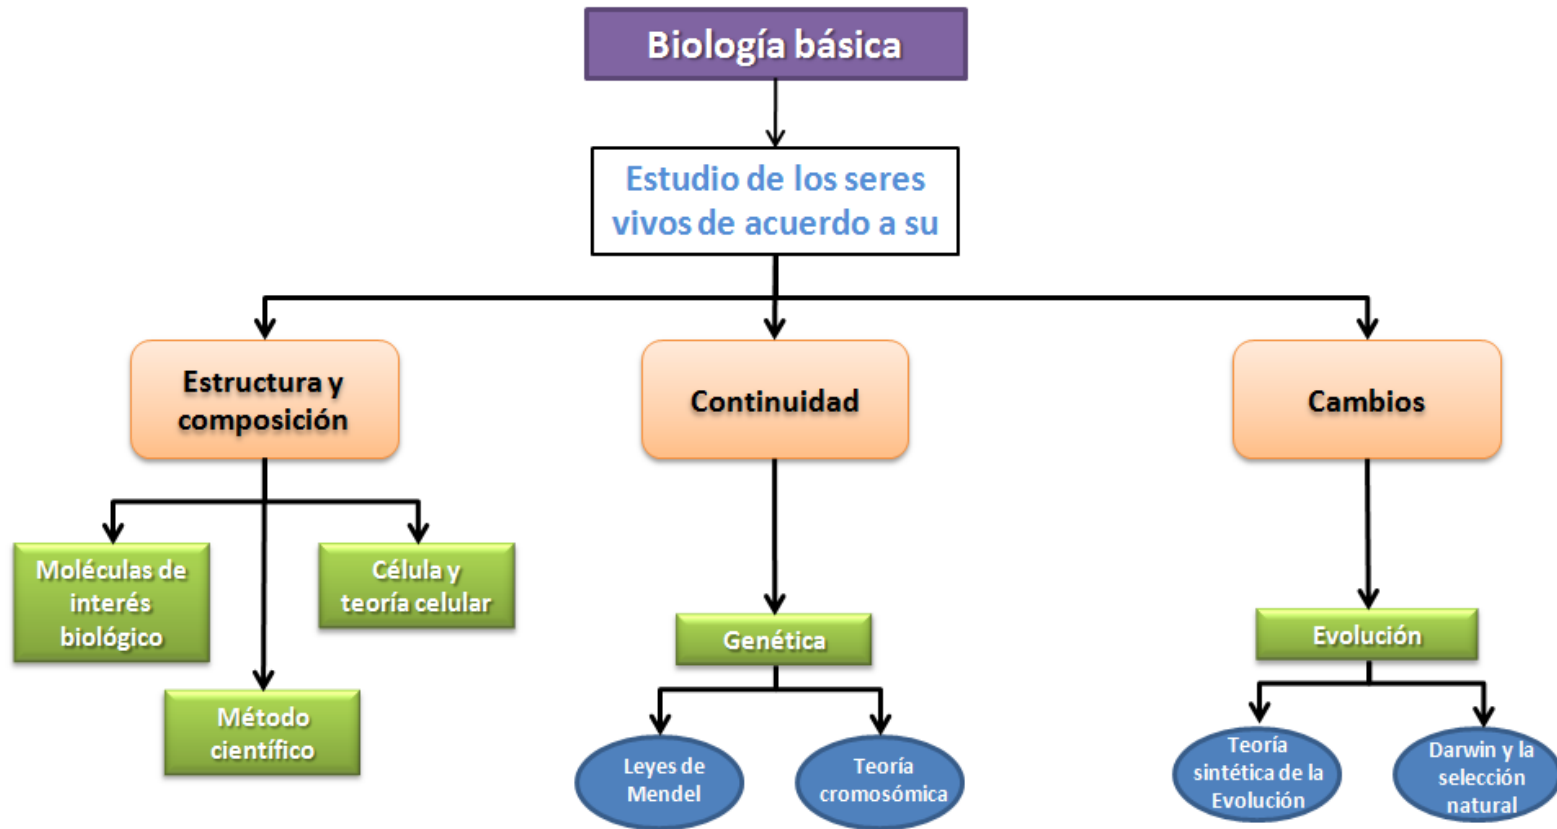 Biología básica
Estudio de los seres
vivos de acuerdo a su
Estructura y
composición
Continuidad
Cambios
Moléculas de
interés
biológico
Célula y
teoría celular
Método
científico
Genética
Evolución
Leyes de
Mendel
Teoría
cromosómica
Teoría
sintética de la
Evolución
Darwin y la
selección
natural